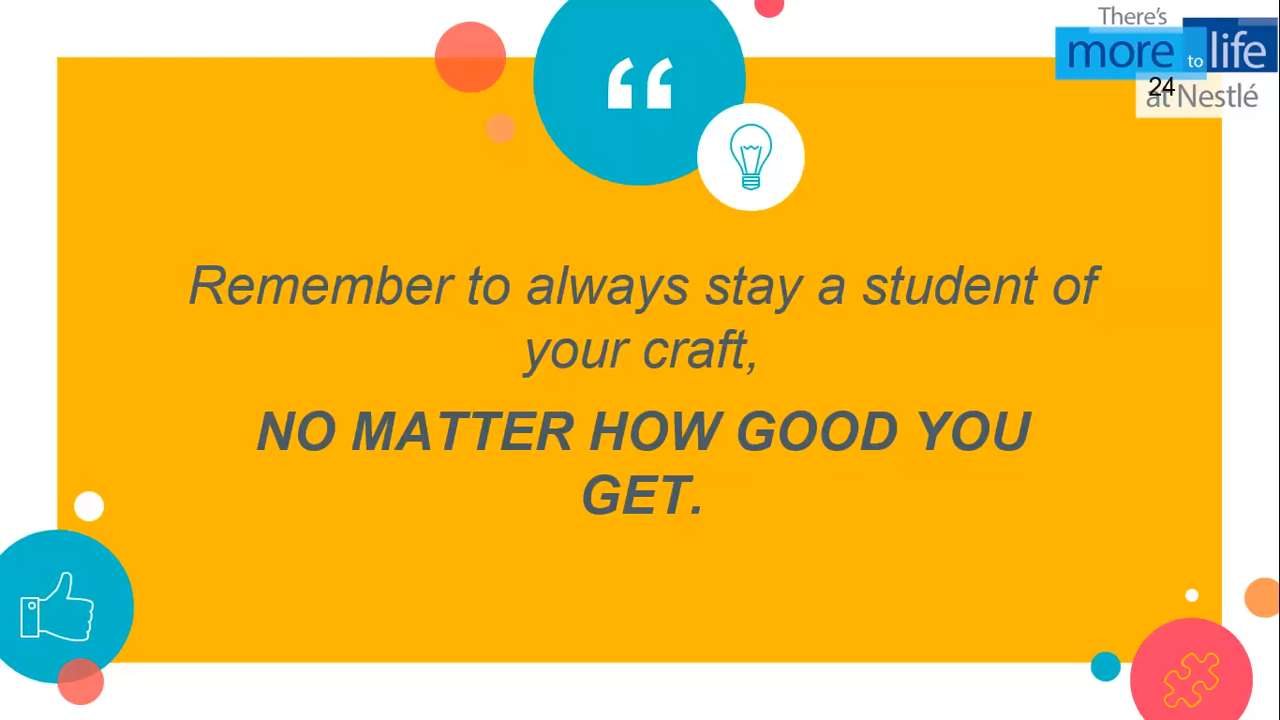 There's
more to life
24
at Nestlé
“
Remember to always stay a student of
your craft,
NO MATTER HOW GOOD YOU
GET.